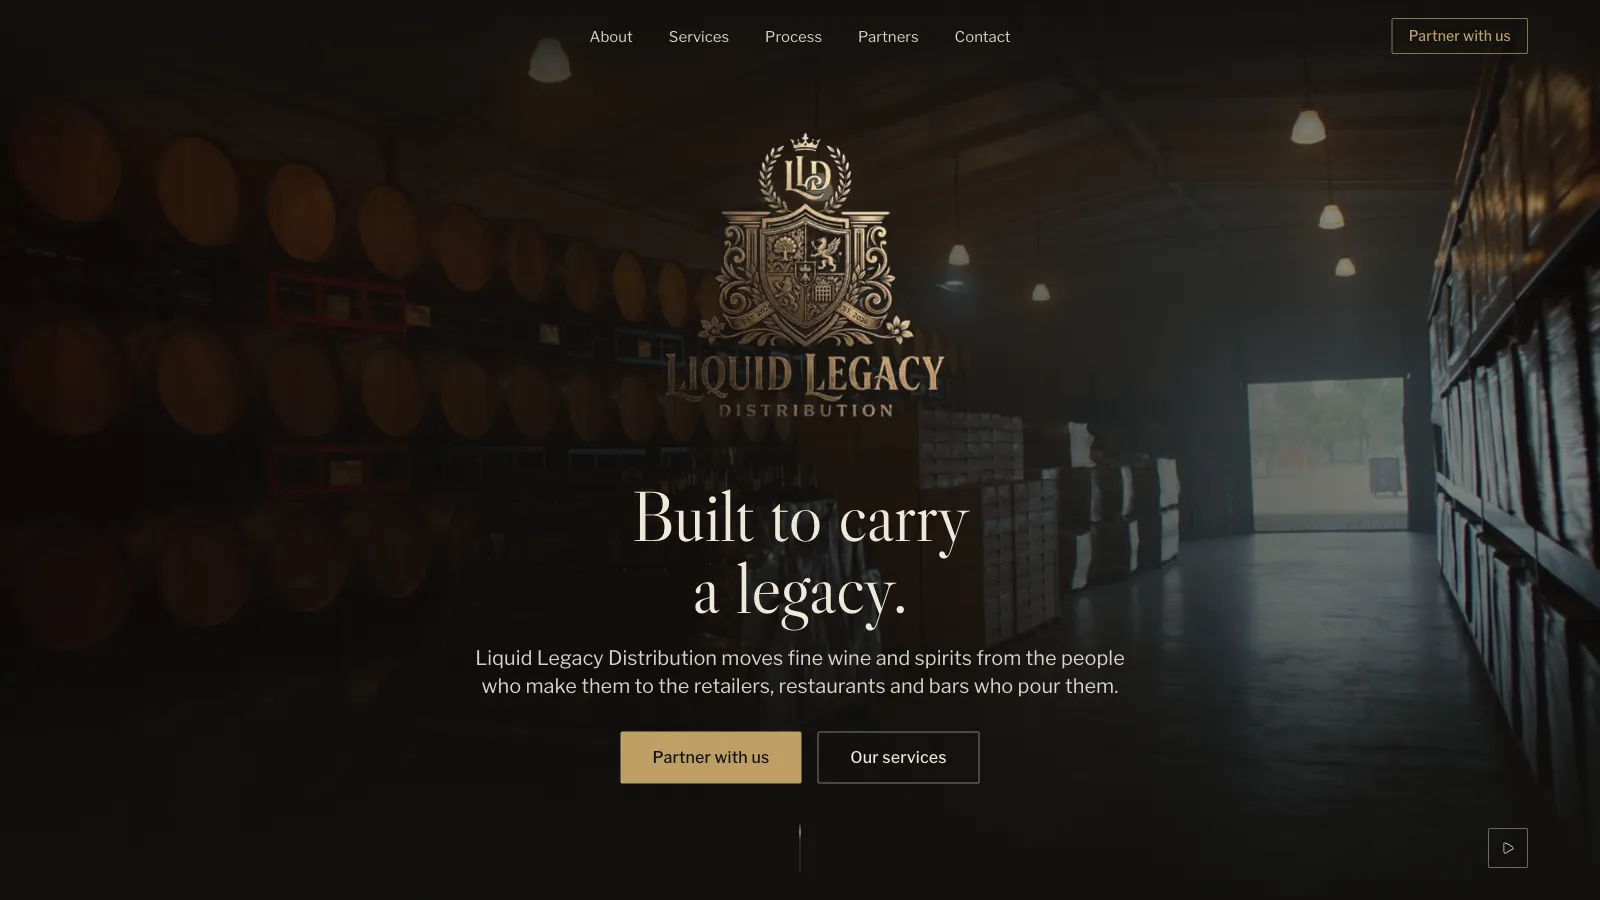 About
Services
Process
Partners
Contact
Partner with us
LLD
LIQUID LEGACY
DISTRIBUTION
Built to carry
a legacy.
Liquid Legacy Distribution moves fine wine and spirits from the people
who make them to the retailers, restaurants and bars who pour them.
Partner with us
Our services